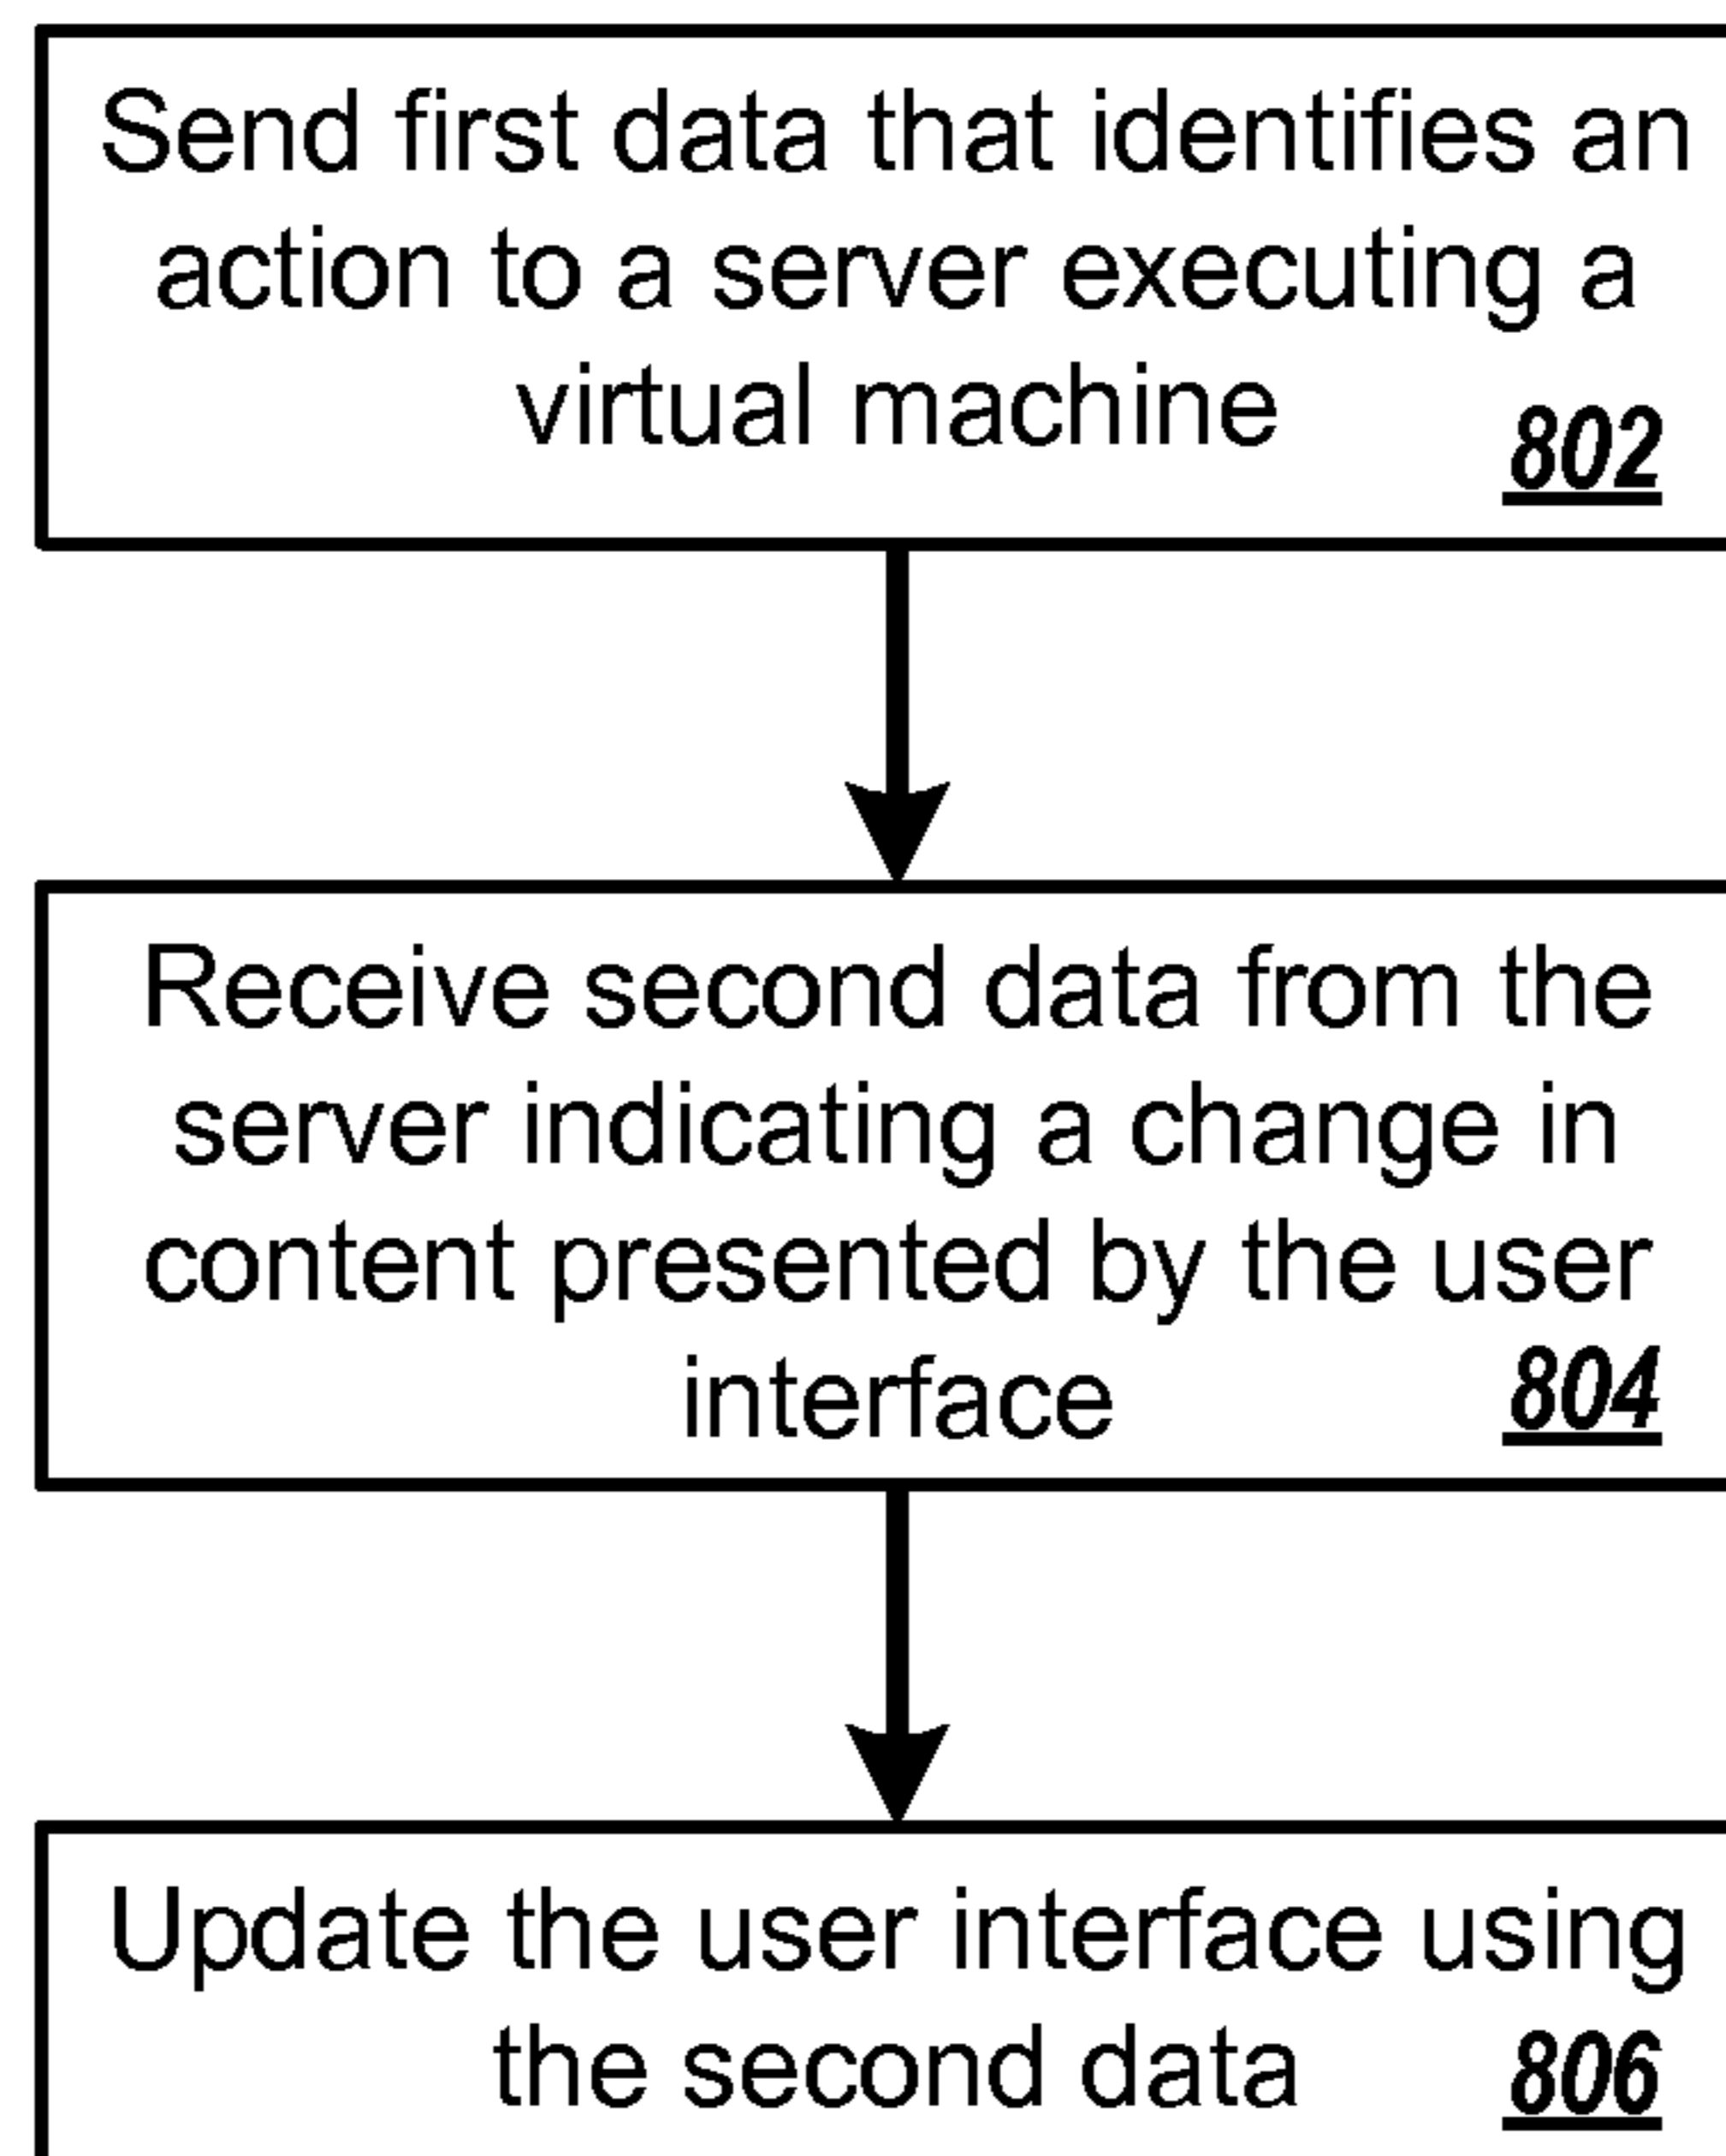 Send first data that identifies an
action to a server executing a
virtual machine
802
Receive second data from the
server indicating a change in
content presented by the user
interface
804
Update the user interface using
the second data
806